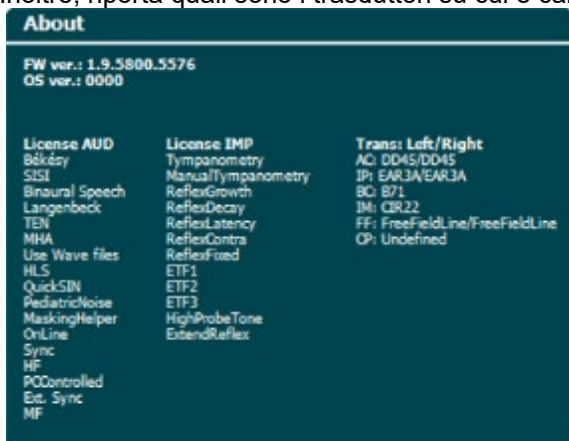 About
FW ver.: 1.9.5800.5576
OS ver.: 0000
License AUD
Békésy
SISI
Binaural Speech
Langenbeck
TEN
MHA
Use Wave files
HLS
QuickSIN
PediatricNoise
MaskingHelper
OnLine
Sync
HF
PCControlled
Ext. Sync
MF
License IMP
Tympanometry
ManualTympanometry
ReflexGrowth
ReflexDecay
ReflexLatency
ReflexContra
ReflexFixed
ETF1
ETF2
ETF3
HighProbeTone
ExtendReflex
Trans: Left/Right
AC: DD45/DD45
IP: EAR3A/EAR3A
BC: B71
IM: CIR22
FF: FreeFieldLine/FreeFieldLine
CP: Undefined